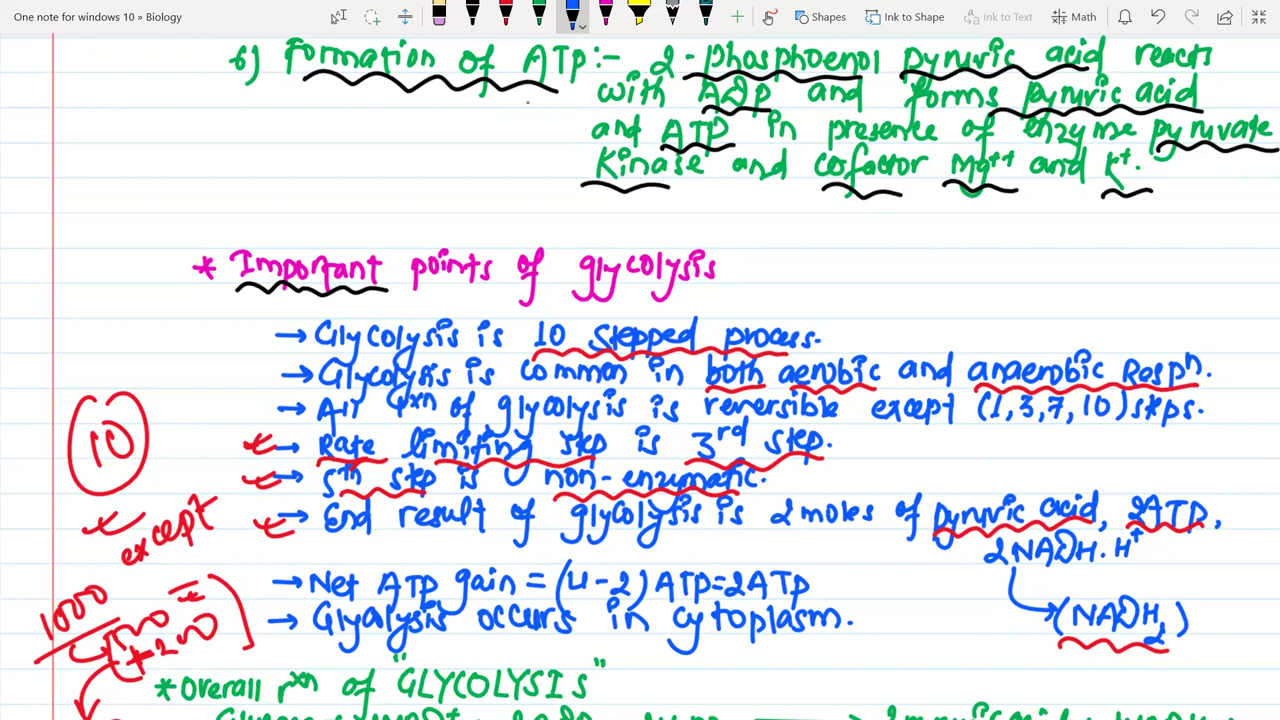 One note for windows 10 » Biology
Shapes Ink to Shape Ink to Text Math
6) Formation of ATP:- 2-phosphoenol pyruvic acid reacts
with ADP and forms pyruvic acid
and ATP in presence of enzyme pyruvate
Kinase and cofactor Mg++ and K+.
* Important points of glycolysis
→ Glycolysis is 10 stepped process.
→ Glycolysis is common in both aerobic and anaerobic Respn.
→ All rxn of glycolysis is reversible except (1,3,7,10) steps.
→ Rate limiting step is 3rd step.
→ 5th step is non-enzymatic.
→ End result of glycolysis is 2 moles of pyruvic acid, 2ATP,
2NADH.H+
(NADH2)
→ Net ATP gain = (4-2) ATP=2ATP
→ Glycolysis occurs in cytoplasm.
10
except
1000
+200
*Overall rxn of "GLYCOLYSIS"